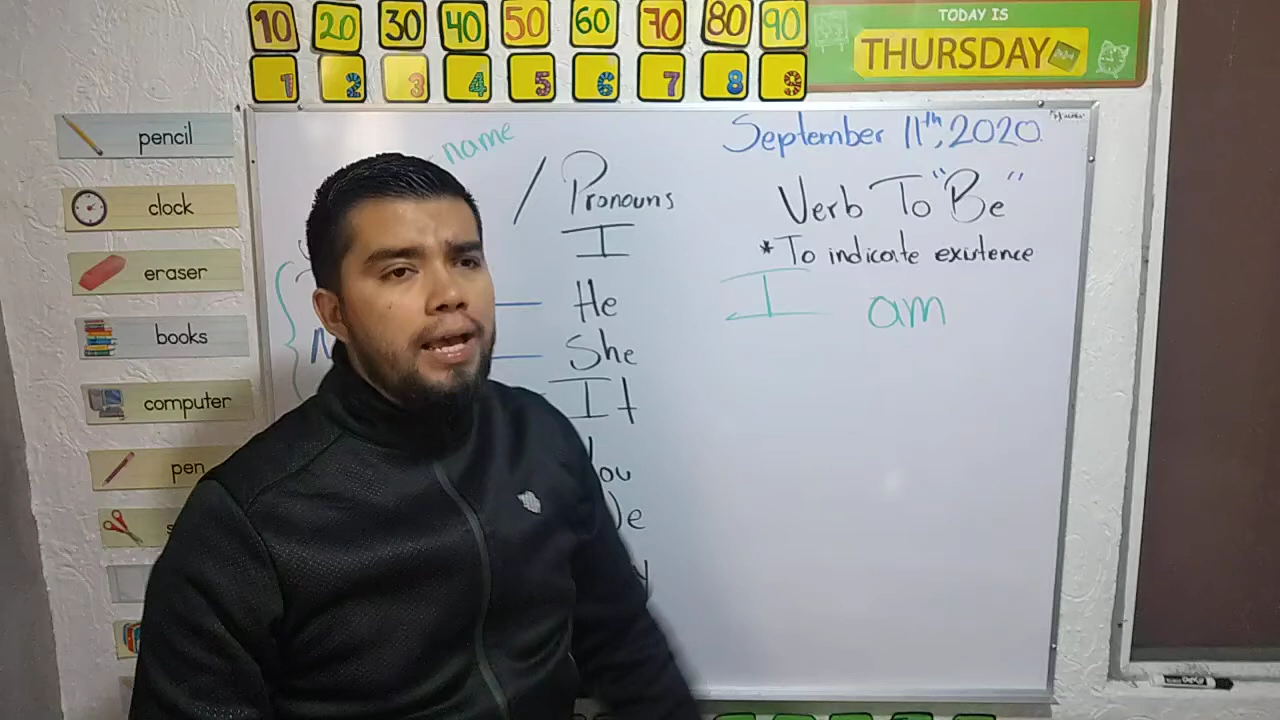 10 20 30 40 50 60 70 80 90
1 2 3 4 5 6 7 8 9
TODAY IS
THURSDAY
pencil
clock
eraser
books
computer
pen
name
/ Pronouns
I
He
She
It
September 11th, 2020.
Verb To "Be"
* To indicate existence
I am